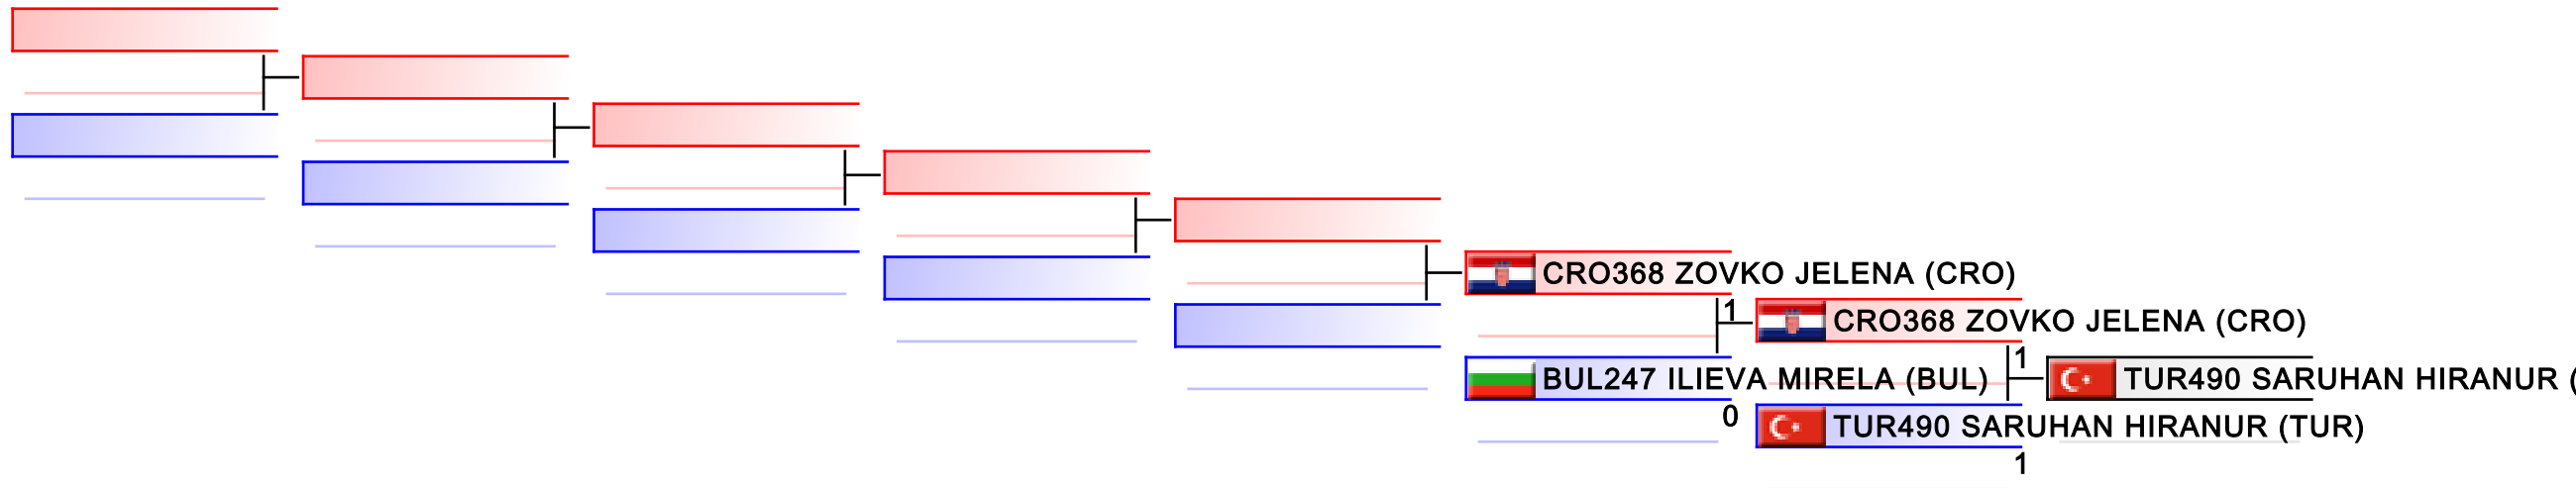 CRO368 ZOVKO JELENA (CRO)
1
CRO368 ZOVKO JELENA (CRO)
1
BUL247 ILIEVA MIRELA (BUL)
0
TUR490 SARUHAN HIRANUR (
TUR490 SARUHAN HIRANUR (TUR)
1